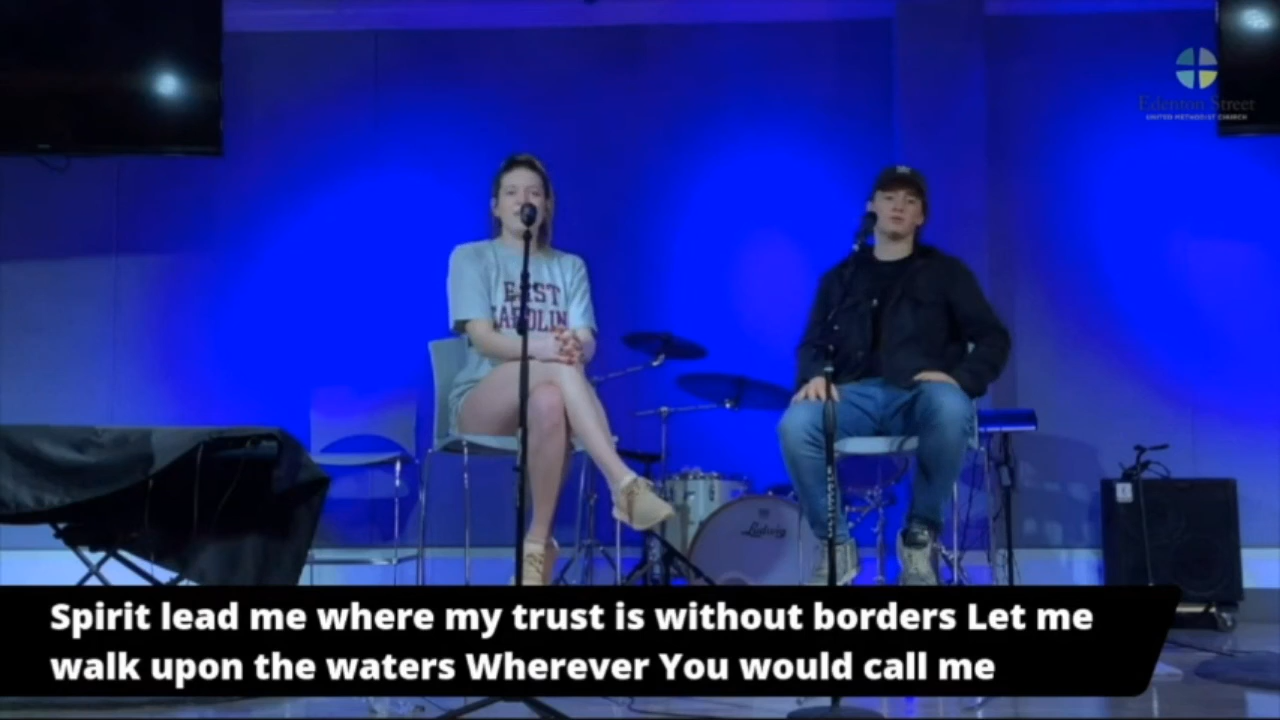 Edenton Street
UNITED METHODIST CHURCH
EAST
CAROLIN
Ludwig
Spirit lead me where my trust is without borders Let me
walk upon the waters Wherever You would call me